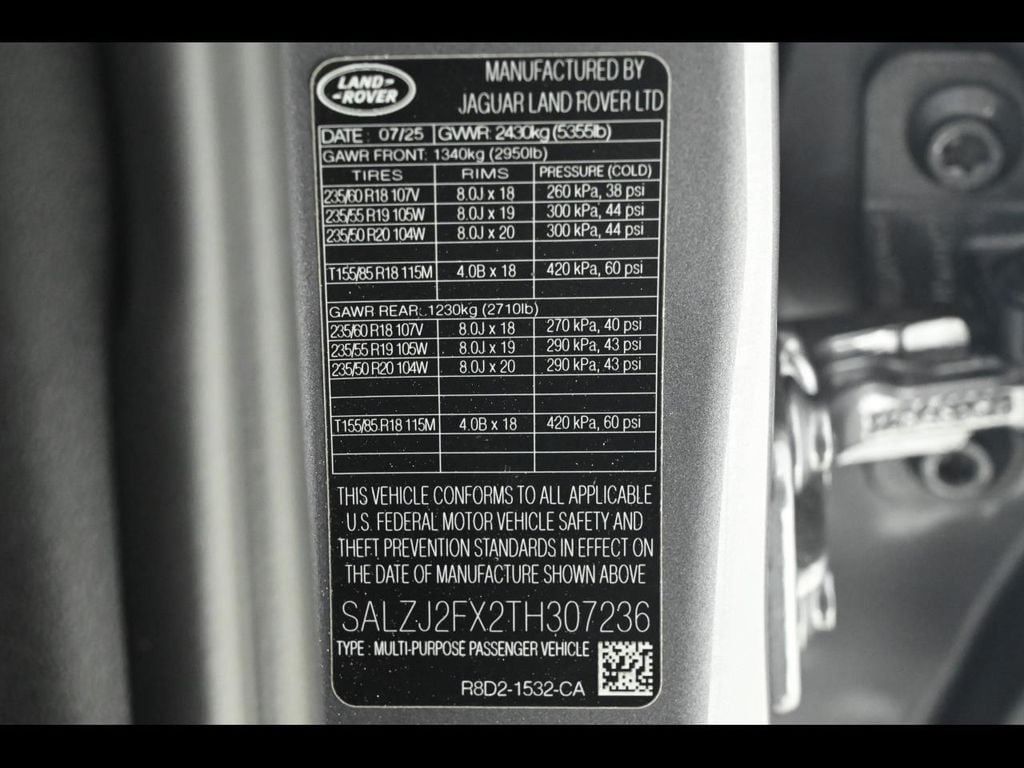 LAND-
-ROVER
MANUFACTURED BY
JAGUAR LAND ROVER LTD
DATE : 07/25 GVWR: 2430kg (5355lb)
GAWR FRONT: 1340kg (2950lb)
TIRES RIMS PRESSURE (COLD)
235/60 R18 107V 8.0J x 18 260 kPa, 38 psi
235/55 R19 105W 8.0J x 19 300 kPa, 44 psi
235/50 R20 104W 8.0J x 20 300 kPa, 44 psi
T155/85 R18 115M 4.0B x 18 420 kPa, 60 psi
GAWR REAR: 1230kg (2710lb)
235/60 R18 107V 8.0J x 18 270 kPa, 40 psi
235/55 R19 105W 8.0J x 19 290 kPa, 43 psi
235/50 R20 104W 8.0J x 20 290 kPa, 43 psi
T155/85 R18 115M 4.0B x 18 420 kPa, 60 psi
THIS VEHICLE CONFORMS TO ALL APPLICABLE
U.S. FEDERAL MOTOR VEHICLE SAFETY AND
THEFT PREVENTION STANDARDS IN EFFECT ON
THE DATE OF MANUFACTURE SHOWN ABOVE
SALZJ2FX2TH307236
TYPE : MULTI-PURPOSE PASSENGER VEHICLE
R8D2-1532-CA